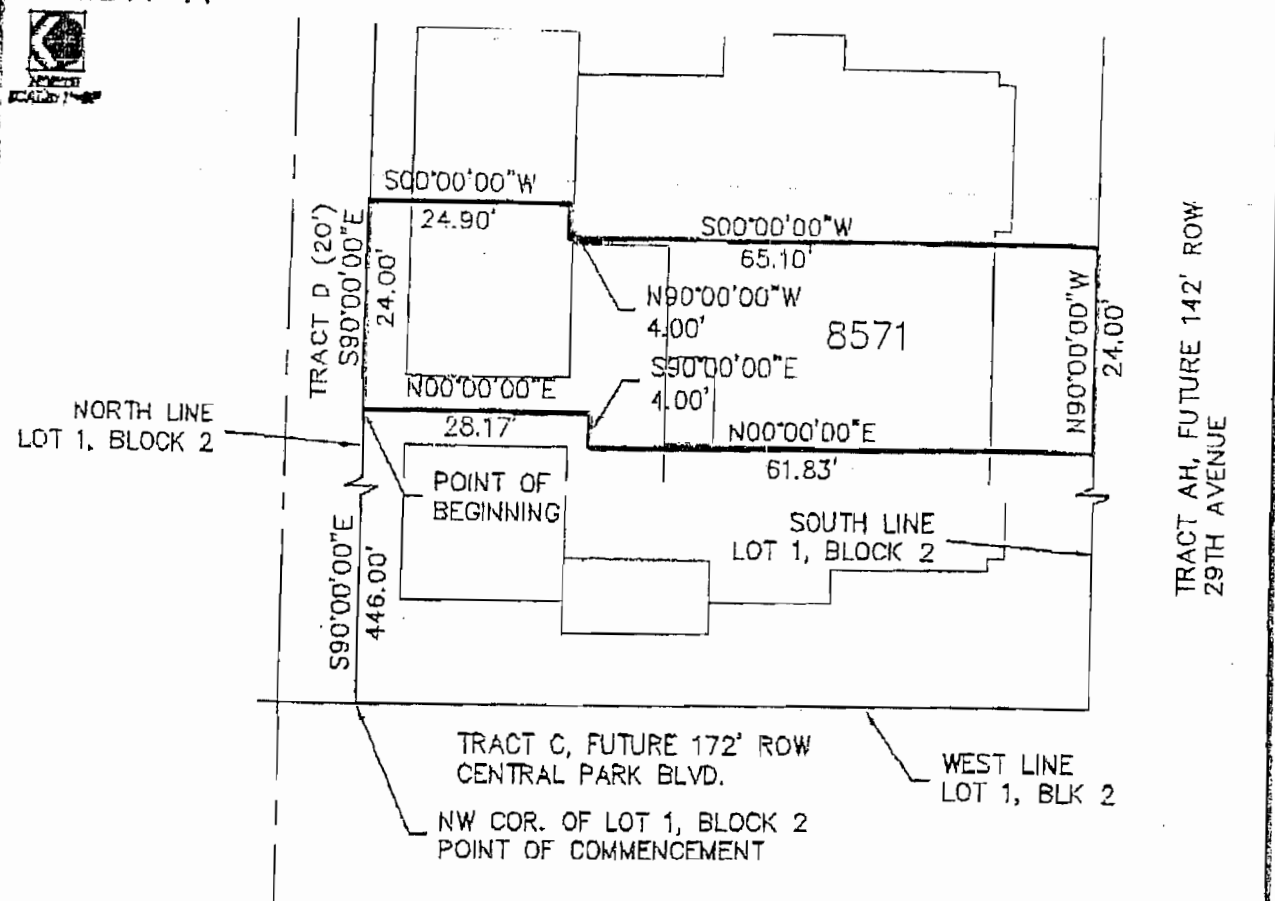 S00°00'00"W
24.90'
S00°00'00"W
65.10'
TRACT D (20')
S90°00'00"E
24.00'
N90°00'00"W
4.00'
8571
S90°00'00"E
4.00'
N90°00'00"W
24.00'
TRACT AH, FUTURE 142' ROW
29TH AVENUE
N00°00'00"E
28.17'
N00°00'00"E
61.83'
NORTH LINE
LOT 1, BLOCK 2
POINT OF
BEGINNING
SOUTH LINE
LOT 1, BLOCK 2
S90°00'00"E
446.00'
TRACT C, FUTURE 172' ROW
CENTRAL PARK BLVD.
WEST LINE
LOT 1, BLK 2
NW COR. OF LOT 1, BLOCK 2
POINT OF COMMENCEMENT